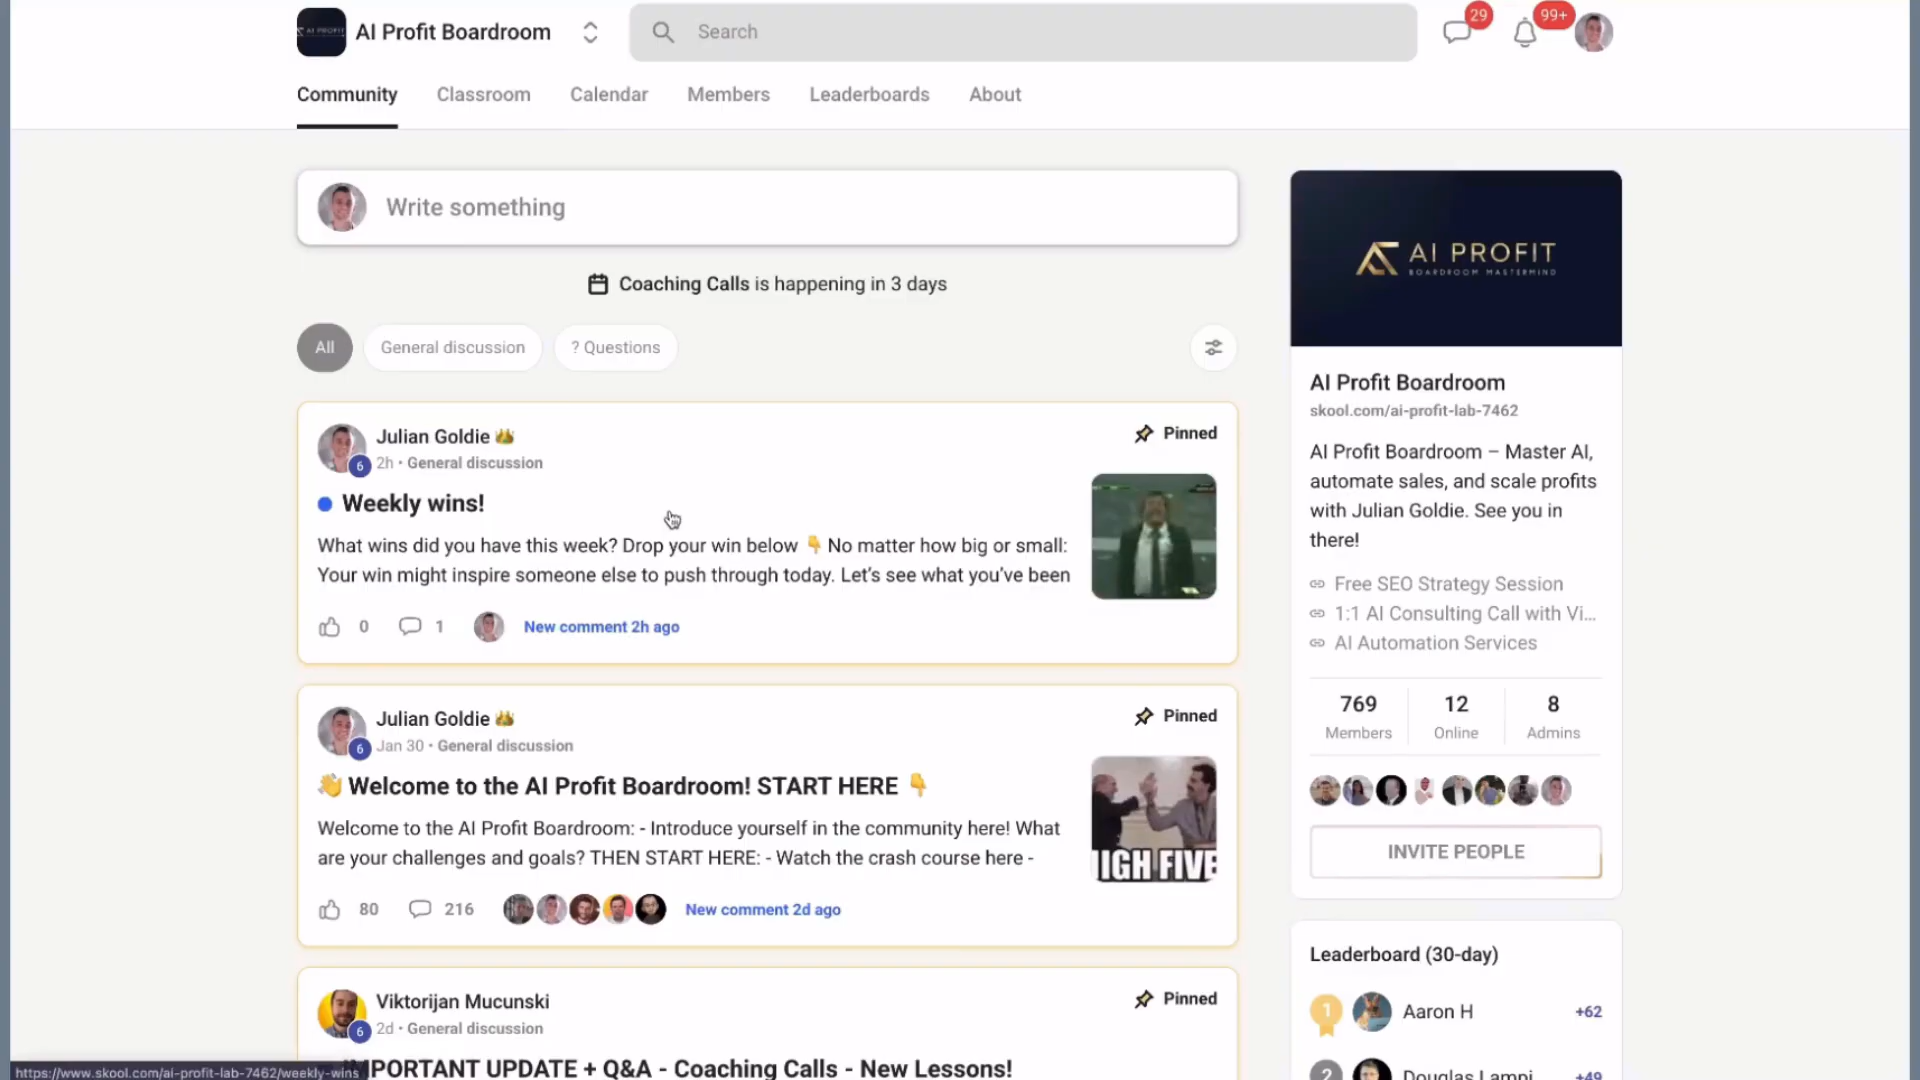 AI Profit Boardroom
Search
29
99+
Community
Classroom
Calendar
Members
Leaderboards
About
Write something
Coaching Calls is happening in 3 days
All
General discussion
? Questions
Julian Goldie
6
2h • General discussion
Pinned
Weekly wins!
What wins did you have this week? Drop your win below 👇 No matter how big or small:
Your win might inspire someone else to push through today. Let's see what you've been
0
1
New comment 2h ago
Julian Goldie
6
Jan 30 • General discussion
Pinned
👋 Welcome to the AI Profit Boardroom! START HERE 👇
Welcome to the AI Profit Boardroom: - Introduce yourself in the community here! What
are your challenges and goals? THEN START HERE: - Watch the crash course here -
HIGH FIVE
80
216
New comment 2d ago
Viktorijan Mucunski
6
2d • General discussion
Pinned
IMPORTANT UPDATE + Q&A - Coaching Calls - New Lessons!
https://www.skool.com/ai-profit-lab-7462/weekly-wins
AI PROFIT
BOARDROOM MASTERMIND
AI Profit Boardroom
skool.com/ai-profit-lab-7462
AI Profit Boardroom – Master AI,
automate sales, and scale profits
with Julian Goldie. See you in
there!
Free SEO Strategy Session
1:1 AI Consulting Call with Vi...
AI Automation Services
769
Members
12
Online
8
Admins
INVITE PEOPLE
Leaderboard (30-day)
1
Aaron H
+62
2
Douglas Lampi
+49